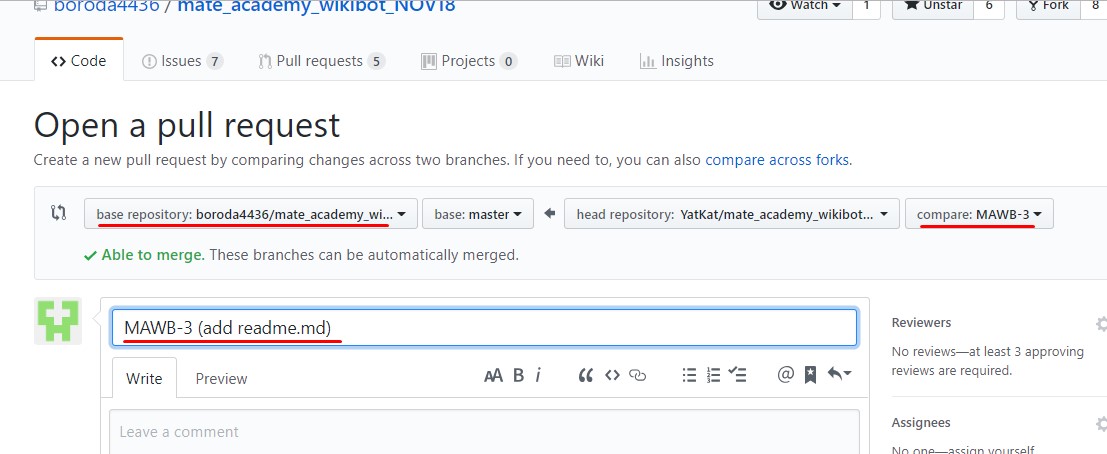 boroda4436 / mate_academy_wikibot_NOV18
Watch 1 Unstar 6 Fork 8
Code Issues 7 Pull requests 5 Projects 0 Wiki Insights
Open a pull request
Create a new pull request by comparing changes across two branches. If you need to, you can also compare across forks.
base repository: boroda4436/mate_academy_wi... base: master head repository: YatKat/mate_academy_wikibot... compare: MAWB-3
Able to merge. These branches can be automatically merged.
MAWB-3 (add readme.md)
Reviewers
No reviews—at least 3 approving
reviews are required.
Write Preview AA B i @
Leave a comment
Assignees
No one—assign yourself